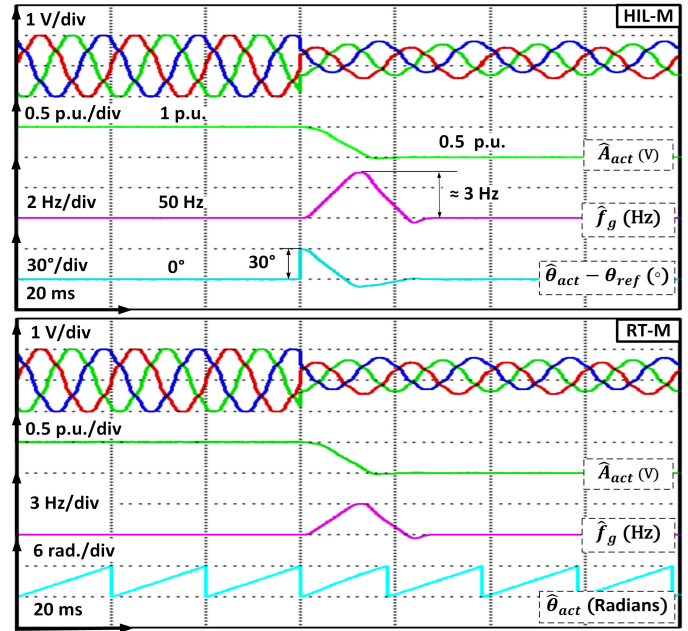 1 V/div
HIL-M
0.5 p.u./div 1 p.u.
0.5 p.u.
Â_act (V)
2 Hz/div 50 Hz
≈ 3 Hz
f̂_g (Hz)
30°/div 0° 30°
θ̂_act − θ_ref (°)
20 ms
1 V/div
RT-M
0.5 p.u./div
Â_act (V)
3 Hz/div
f̂_g (Hz)
6 rad./div
θ̂_act (Radians)
20 ms